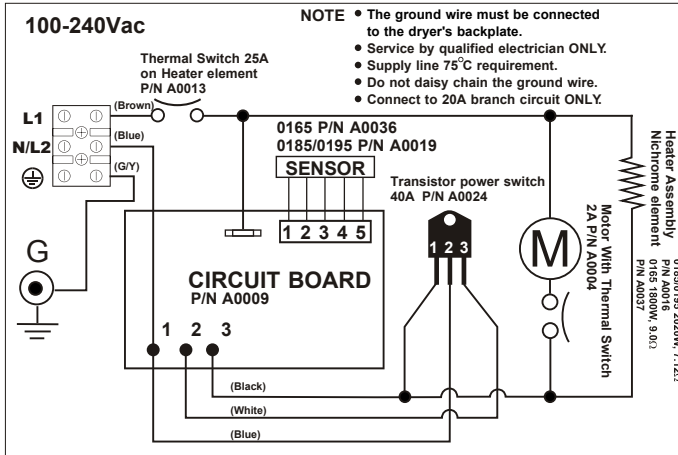 100-240Vac
NOTE
• The ground wire must be connected
to the dryer's backplate.
• Service by qualified electrician ONLY.
• Supply line 75°C requirement.
• Do not daisy chain the ground wire.
• Connect to 20A branch circuit ONLY.
Thermal Switch 25A
on Heater element
P/N A0013
L1
(Brown)
N/L2
(Blue)
(G/Y)
G
0165 P/N A0036
0185/0195 P/N A0019
SENSOR
1 2 3 4 5
CIRCUIT BOARD
P/N A0009
1 2 3
Transistor power switch
40A P/N A0024
1 2 3
M
Motor With Thermal Switch
2A P/N A0004
Heater Assembly
Nichrome element
P/N A0016
0165 1800W, 9.0Ω
P/N A0037
(Black)
(White)
(Blue)